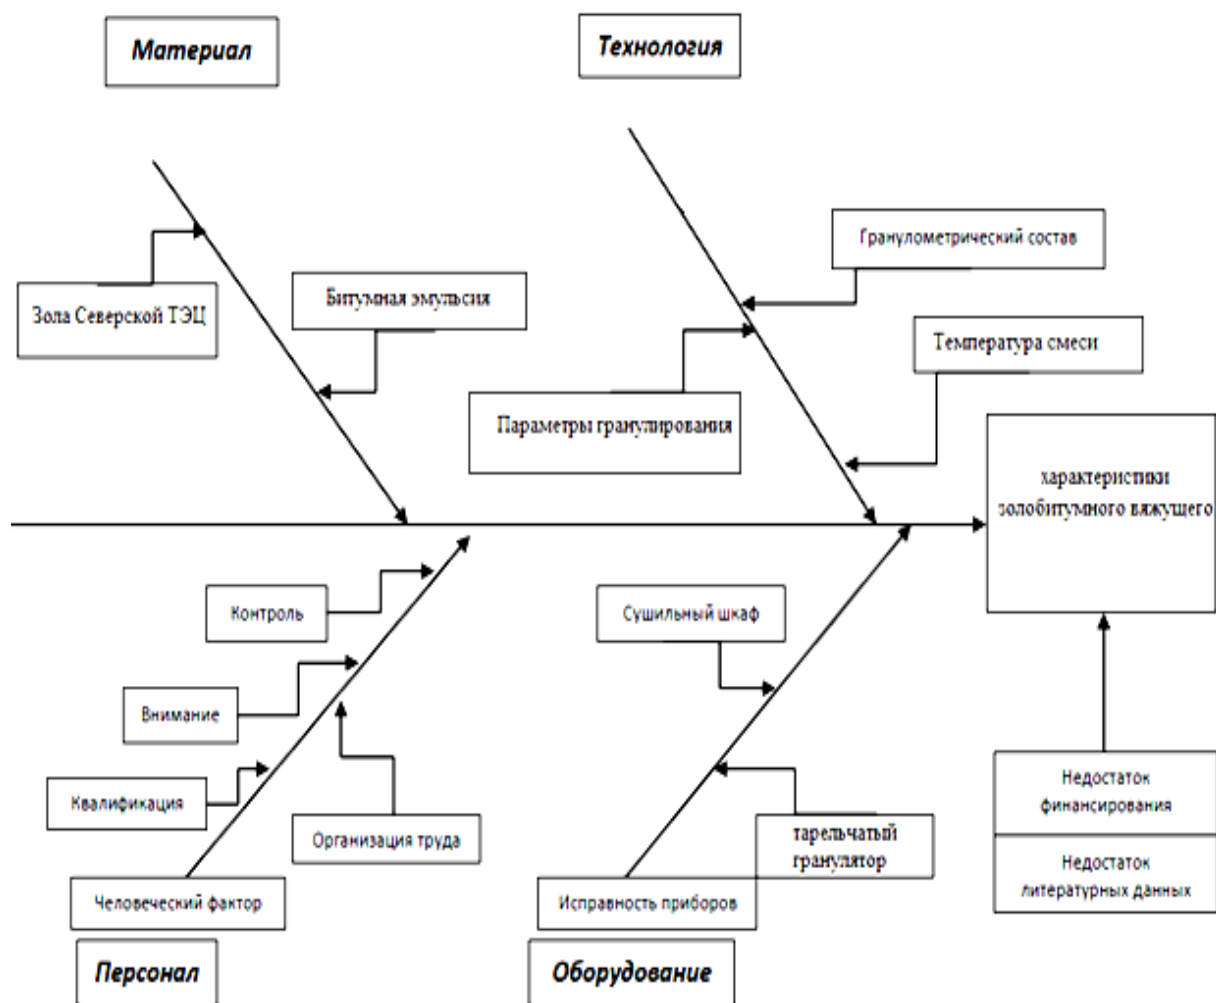 Материал
Технология
Гранулометрический состав
Зола Северской ТЭЦ
Битумная эмульсия
Температура смеси
Параметры гранулирования
характеристики
золобитумного вяжущего
Контроль
Сушильный шкаф
Внимание
Квалификация
Организация труда
тарельчатый
гранулятор
Недостаток
финансирования
Недостаток
литературных данных
Человеческий фактор
Исправность приборов
Персонал
Оборудование